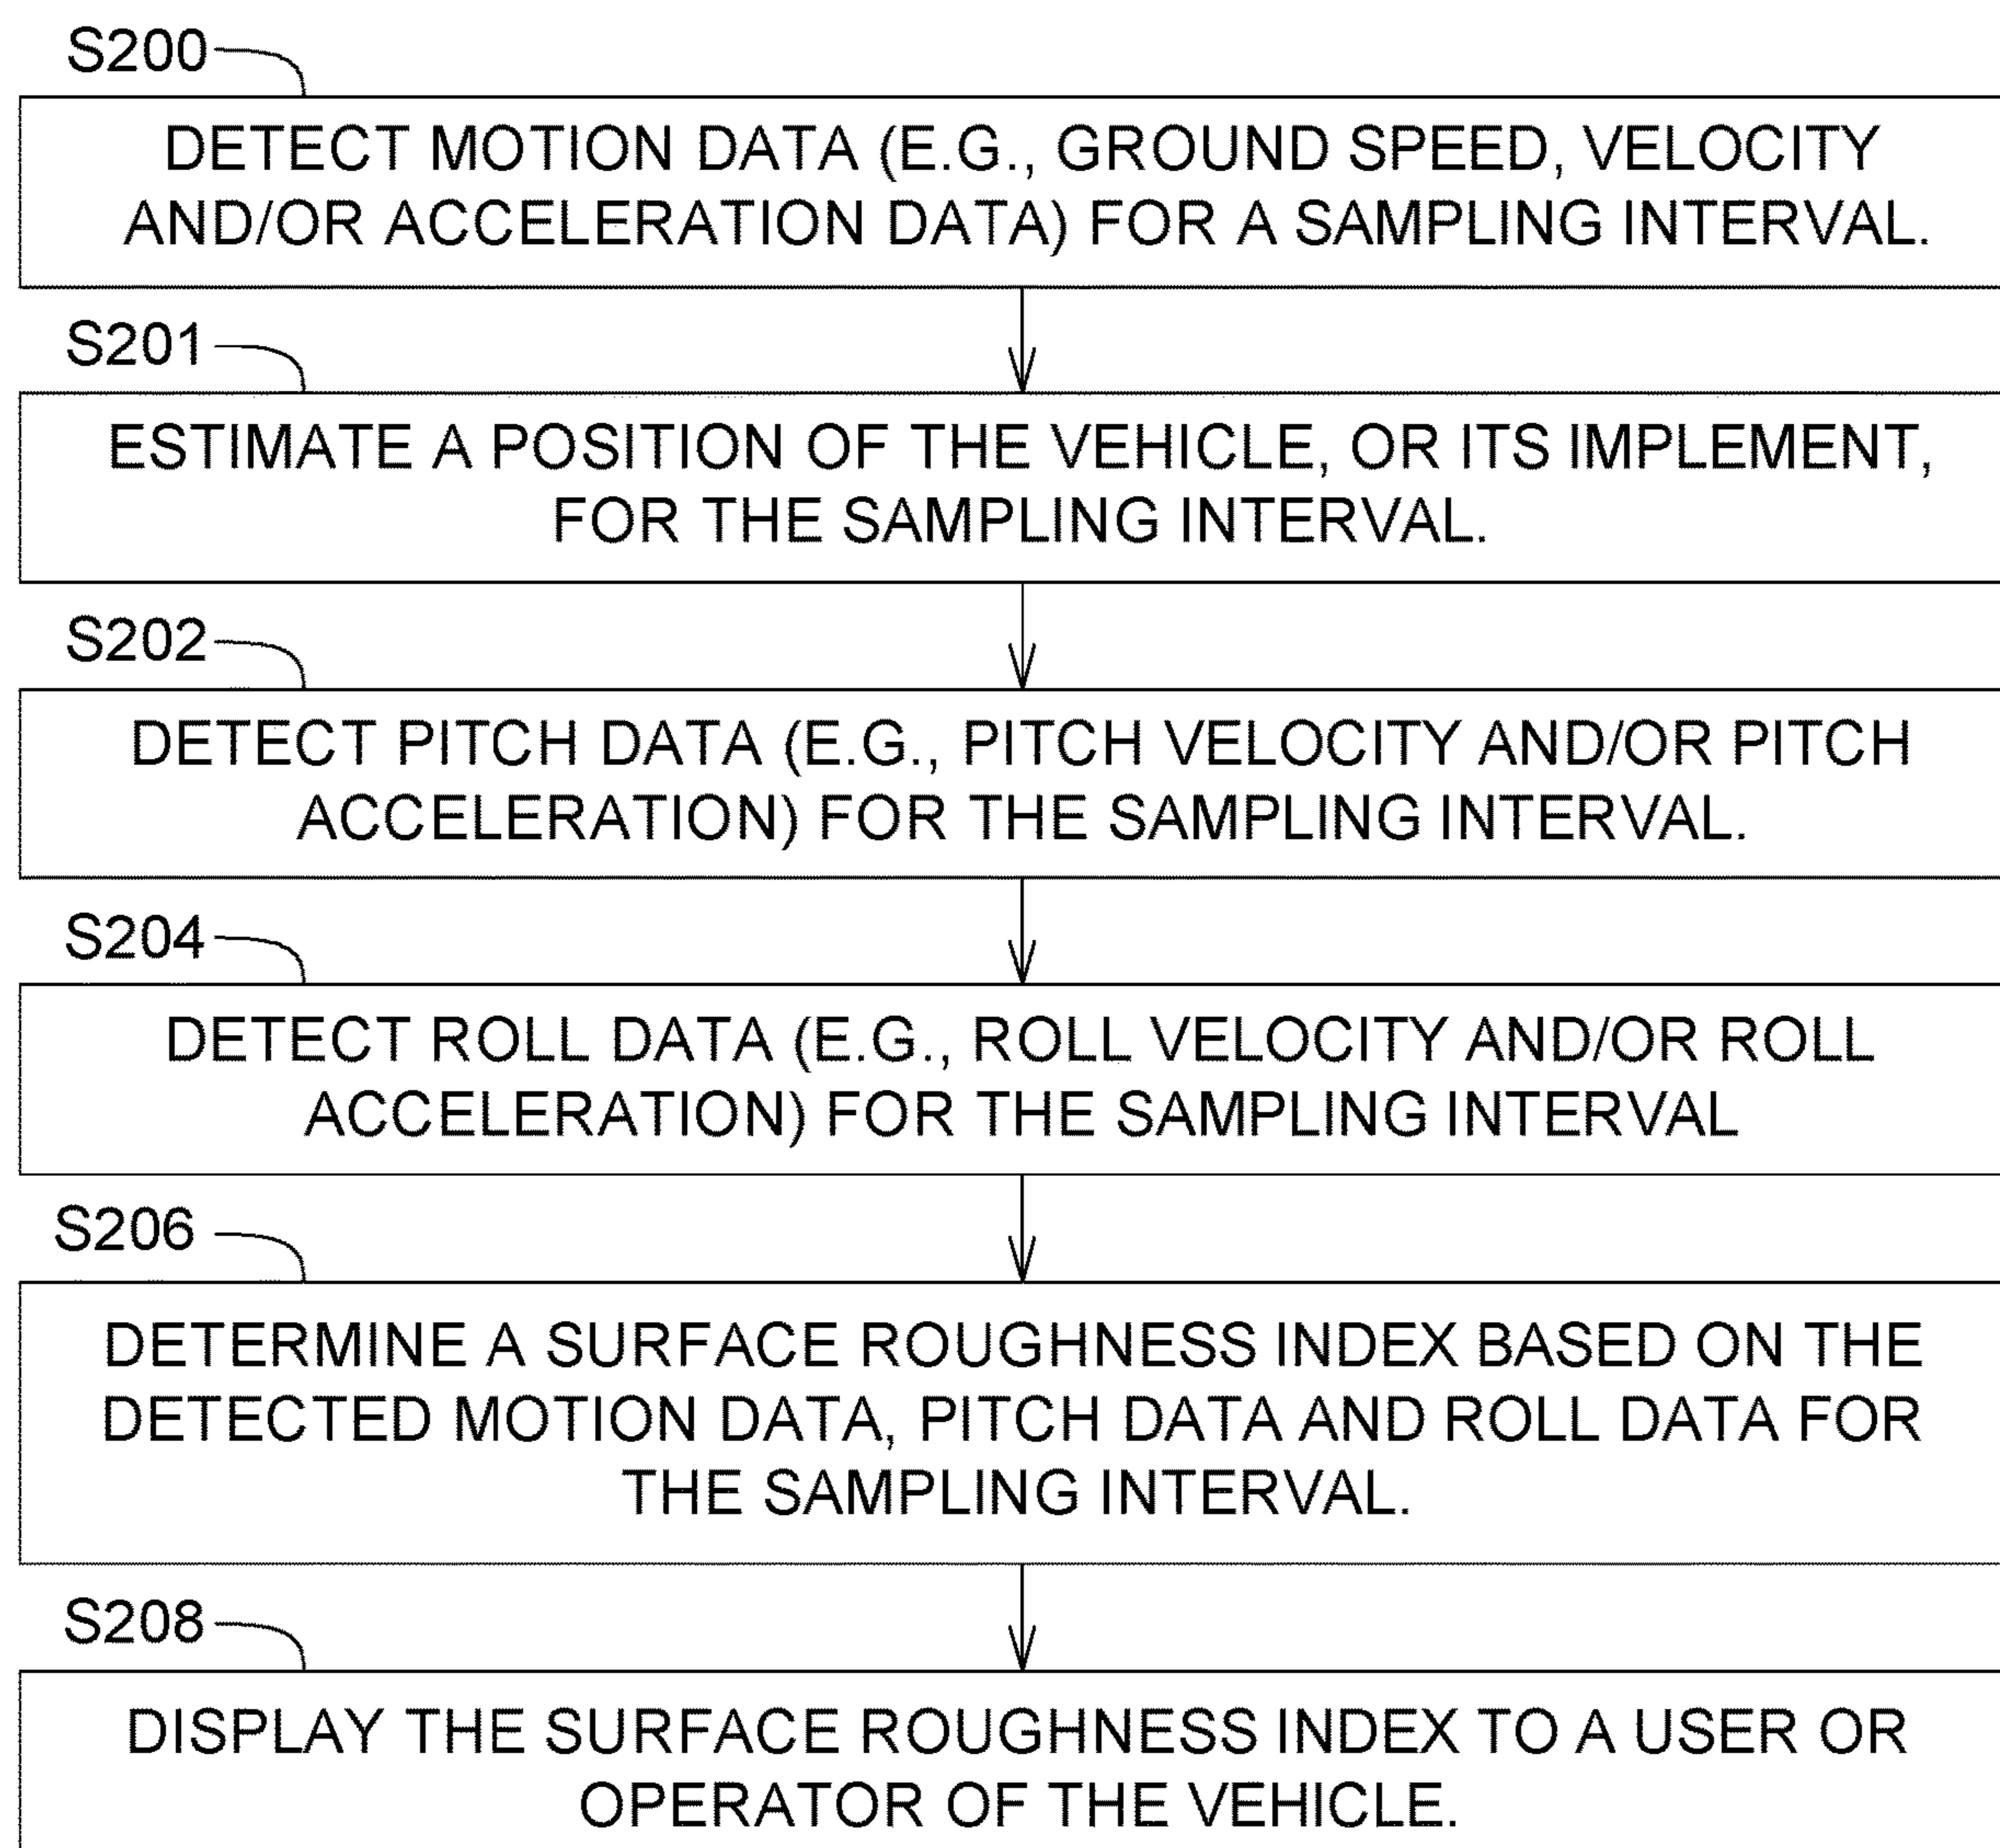 S200
DETECT MOTION DATA (E.G., GROUND SPEED, VELOCITY
AND/OR ACCELERATION DATA) FOR A SAMPLING INTERVAL.
S201
ESTIMATE A POSITION OF THE VEHICLE, OR ITS IMPLEMENT,
FOR THE SAMPLING INTERVAL.
S202
DETECT PITCH DATA (E.G., PITCH VELOCITY AND/OR PITCH
ACCELERATION) FOR THE SAMPLING INTERVAL.
S204
DETECT ROLL DATA (E.G., ROLL VELOCITY AND/OR ROLL
ACCELERATION) FOR THE SAMPLING INTERVAL
S206
DETERMINE A SURFACE ROUGHNESS INDEX BASED ON THE
DETECTED MOTION DATA, PITCH DATA AND ROLL DATA FOR
THE SAMPLING INTERVAL.
S208
DISPLAY THE SURFACE ROUGHNESS INDEX TO A USER OR
OPERATOR OF THE VEHICLE.